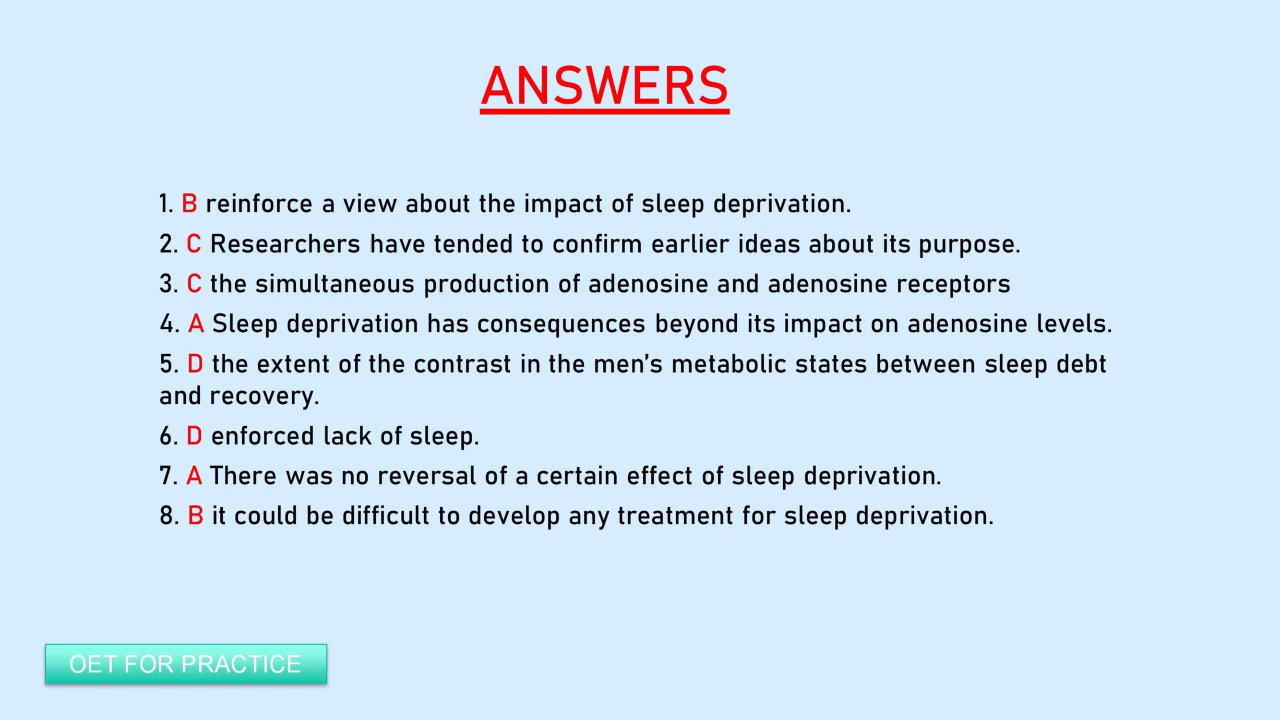 ANSWERS
1. B reinforce a view about the impact of sleep deprivation.
2. C Researchers have tended to confirm earlier ideas about its purpose.
3. C the simultaneous production of adenosine and adenosine receptors
4. A Sleep deprivation has consequences beyond its impact on adenosine levels.
5. D the extent of the contrast in the men's metabolic states between sleep debt
and recovery.
6. D enforced lack of sleep.
7. A There was no reversal of a certain effect of sleep deprivation.
8. B it could be difficult to develop any treatment for sleep deprivation.
OET FOR PRACTICE